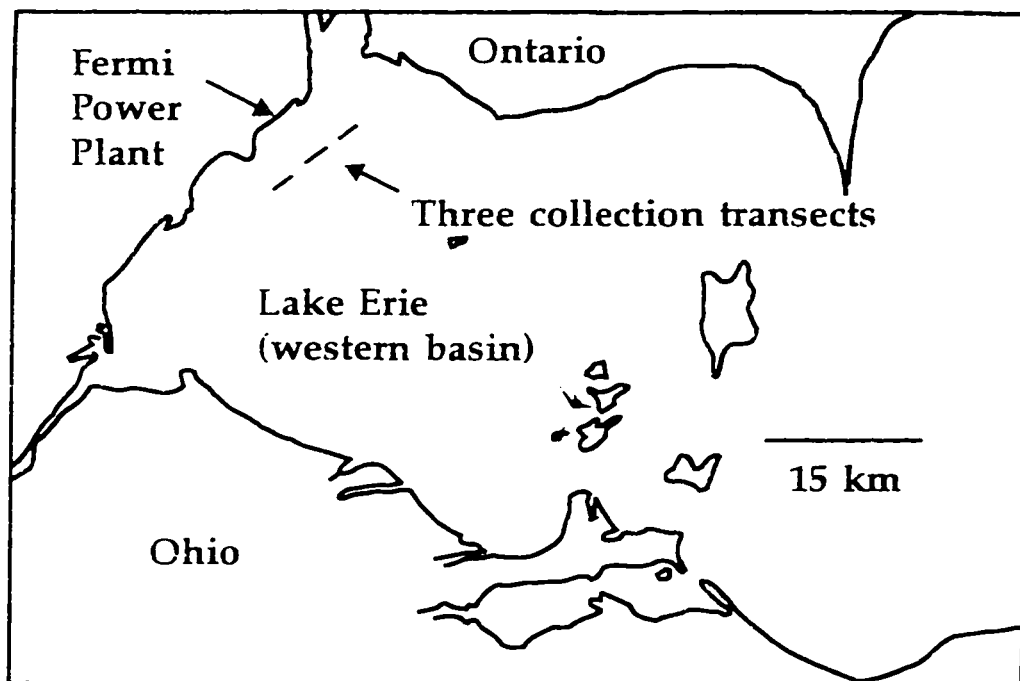 Fermi
Power
Plant
Ontario
Three collection transects
Lake Erie
(western basin)
15 km
Ohio